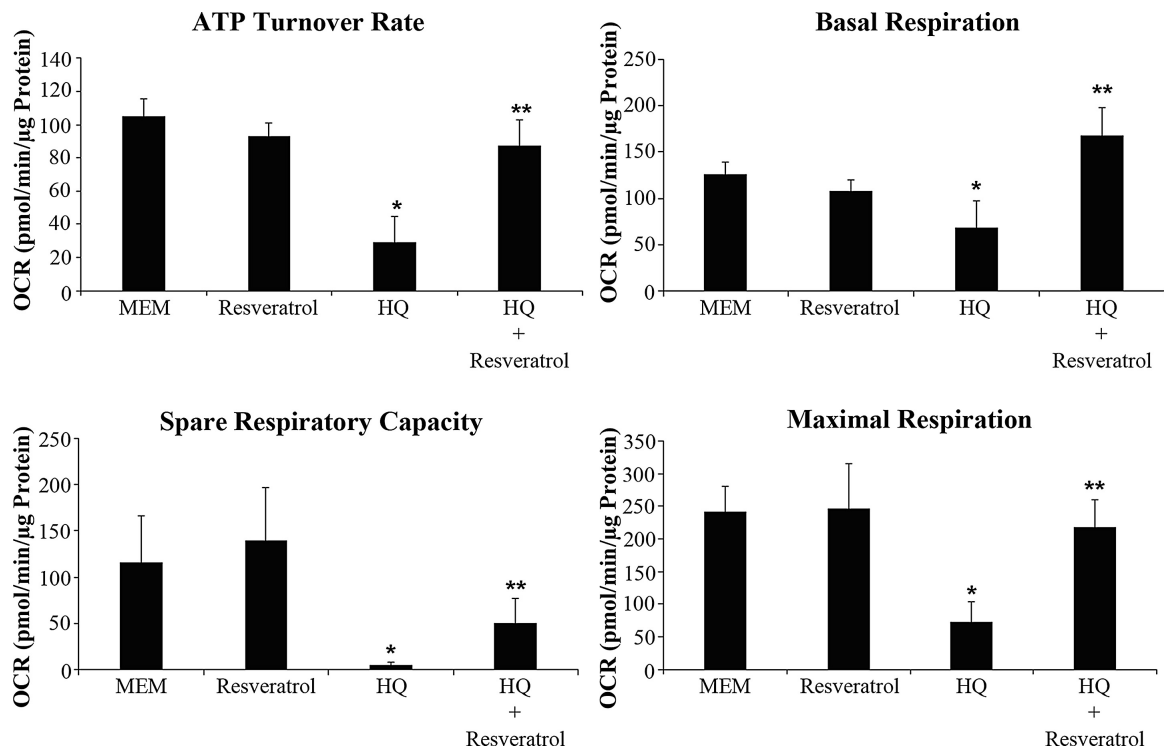 ATP Turnover Rate
OCR (pmol/min/µg Protein)
140
120
100
80
60
40
20
0
*
**
MEM
Resveratrol
HQ
HQ
+
Resveratrol
Basal Respiration
OCR (pmol/min/µg Protein)
250
200
150
100
50
0
*
**
MEM
Resveratrol
HQ
HQ
+
Resveratrol
Spare Respiratory Capacity
OCR (pmol/min/µg Protein)
250
200
150
100
50
0
*
**
MEM
Resveratrol
HQ
HQ
+
Resveratrol
Maximal Respiration
OCR (pmol/min/µg Protein)
350
300
250
200
150
100
50
0
*
**
MEM
Resveratrol
HQ
HQ
+
Resveratrol